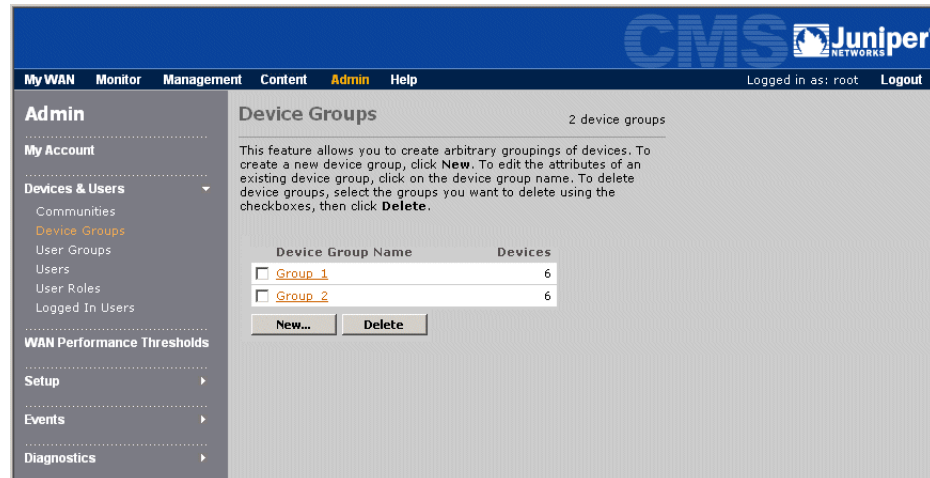 CMS
Juniper
NETWORKS
My WAN Monitor Management Content Admin Help
Logged in as: root Logout
Admin
My Account
Devices & Users
Communities
Device Groups
User Groups
Users
User Roles
Logged In Users
WAN Performance Thresholds
Setup
Events
Diagnostics
Device Groups
2 device groups
This feature allows you to create arbitrary groupings of devices. To
create a new device group, click New. To edit the attributes of an
existing device group, click on the device group name. To delete
device groups, select the groups you want to delete using the
checkboxes, then click Delete.
Device Group Name Devices
Group_1 6
Group_2 6
New... Delete